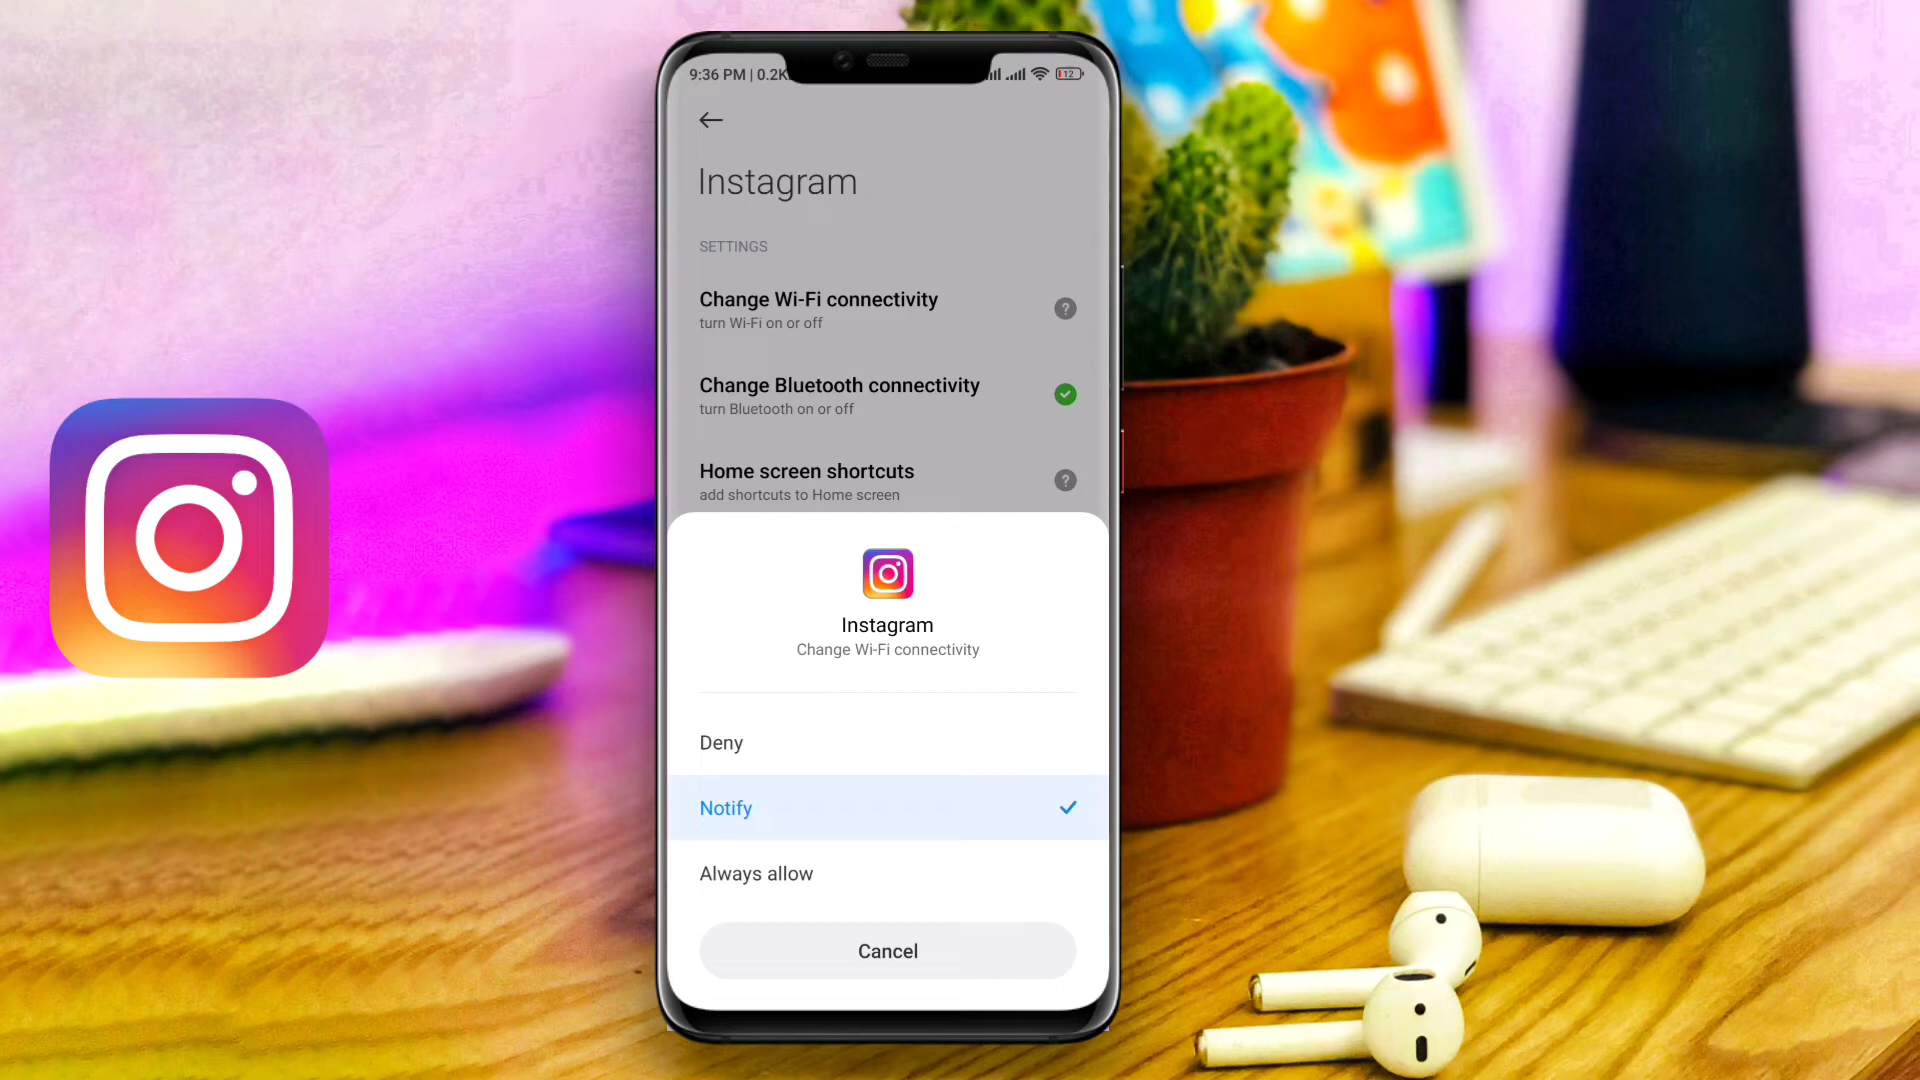 9:36 PM | 0.2K
12
Instagram
SETTINGS
Change Wi-Fi connectivity
turn Wi-Fi on or off
?
Change Bluetooth connectivity
turn Bluetooth on or off
Home screen shortcuts
add shortcuts to Home screen
?
Instagram
Change Wi-Fi connectivity
Deny
Notify
Always allow
Cancel